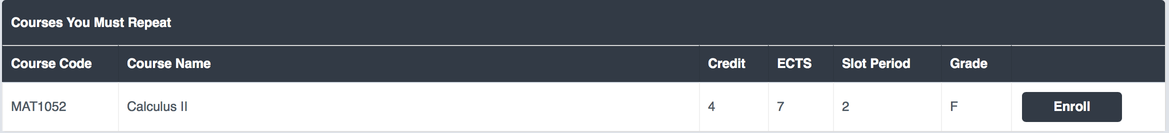 Courses You Must Repeat
Course Code Course Name Credit ECTS Slot Period Grade
MAT1052 Calculus II 4 7 2 F Enroll